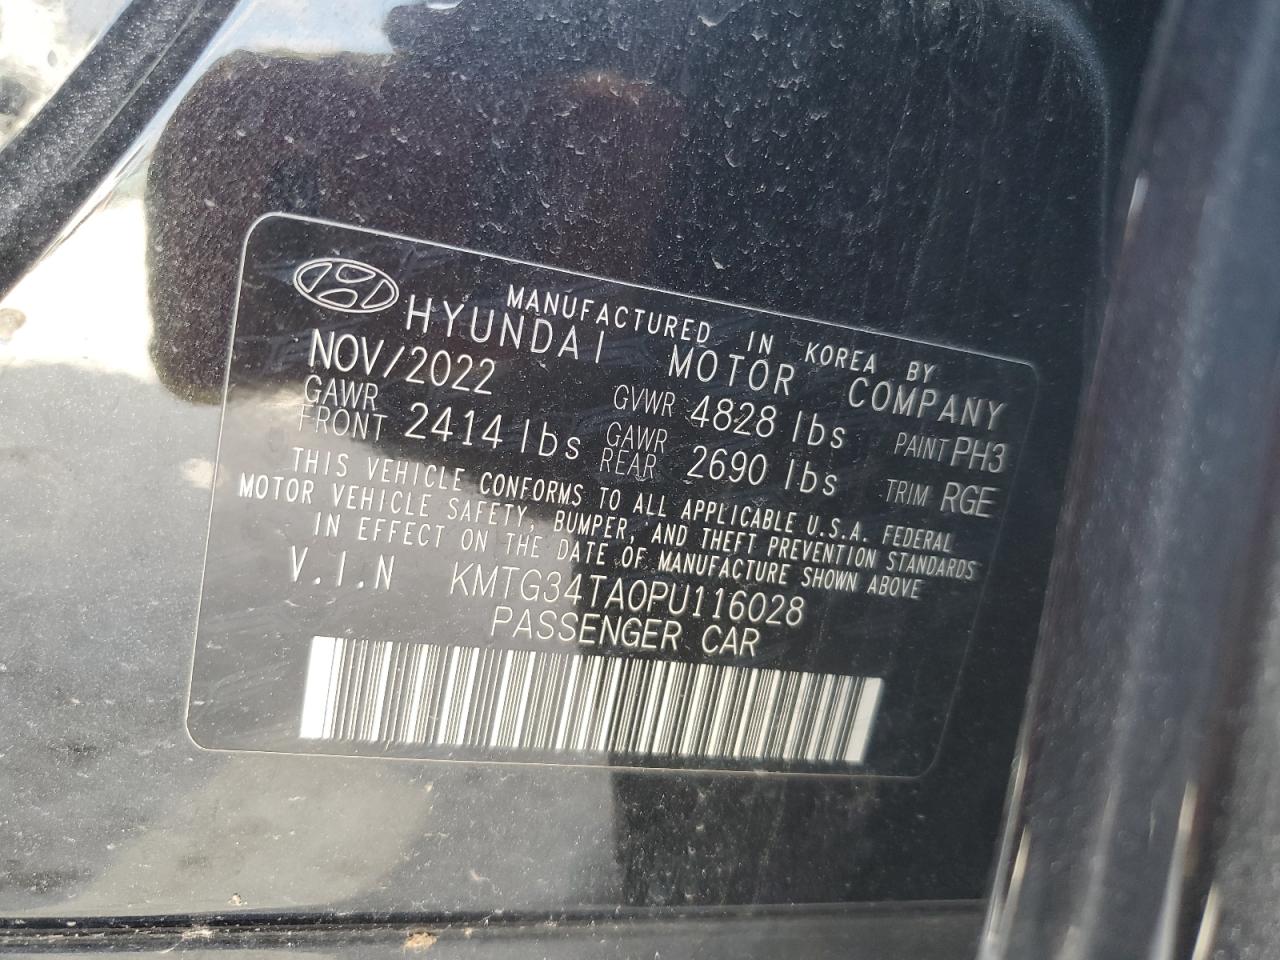 MANUFACTURED IN KOREA BY
HYUNDAI MOTOR COMPANY
NOV/2022 GVWR 4828 lbs PAINT PH3
GAWR FRONT 2414 lbs GAWR REAR 2690 lbs TRIM RGE
THIS VEHICLE CONFORMS TO ALL APPLICABLE U.S.A. FEDERAL
MOTOR VEHICLE SAFETY, BUMPER, AND THEFT PREVENTION STANDARDS
IN EFFECT ON THE DATE OF MANUFACTURE SHOWN ABOVE
V.I.N KMTG34TA0PU116028
PASSENGER CAR